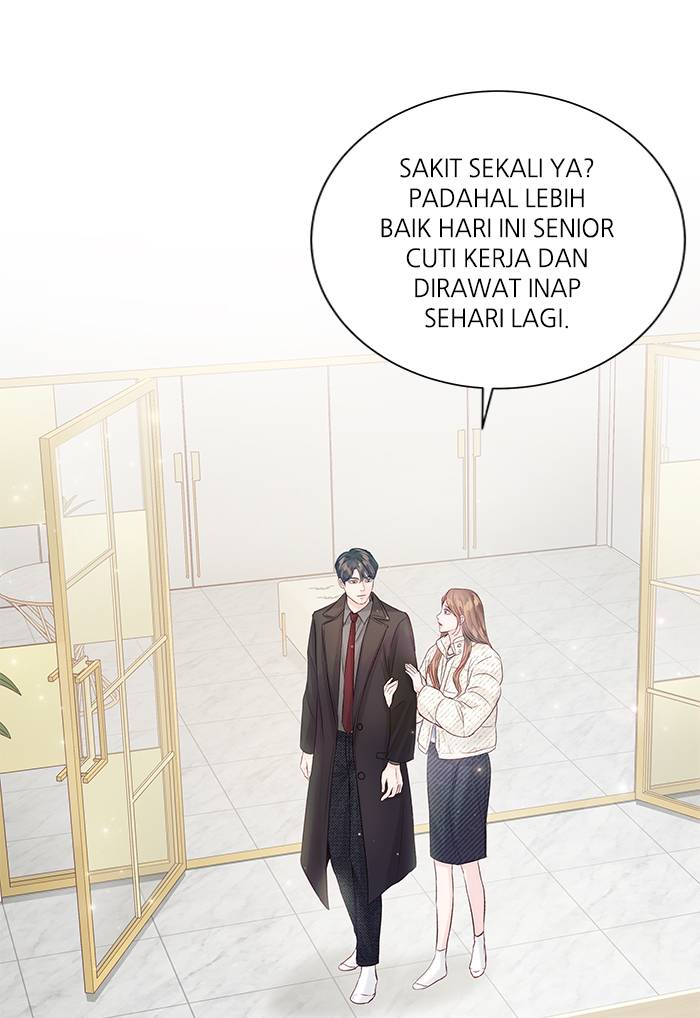 SAKIT SEKALI YA?
PADAHAL LEBIH
BAIK HARI INI SENIOR
CUTI KERJA DAN
DIRAWAT INAP
SEHARI LAGI.